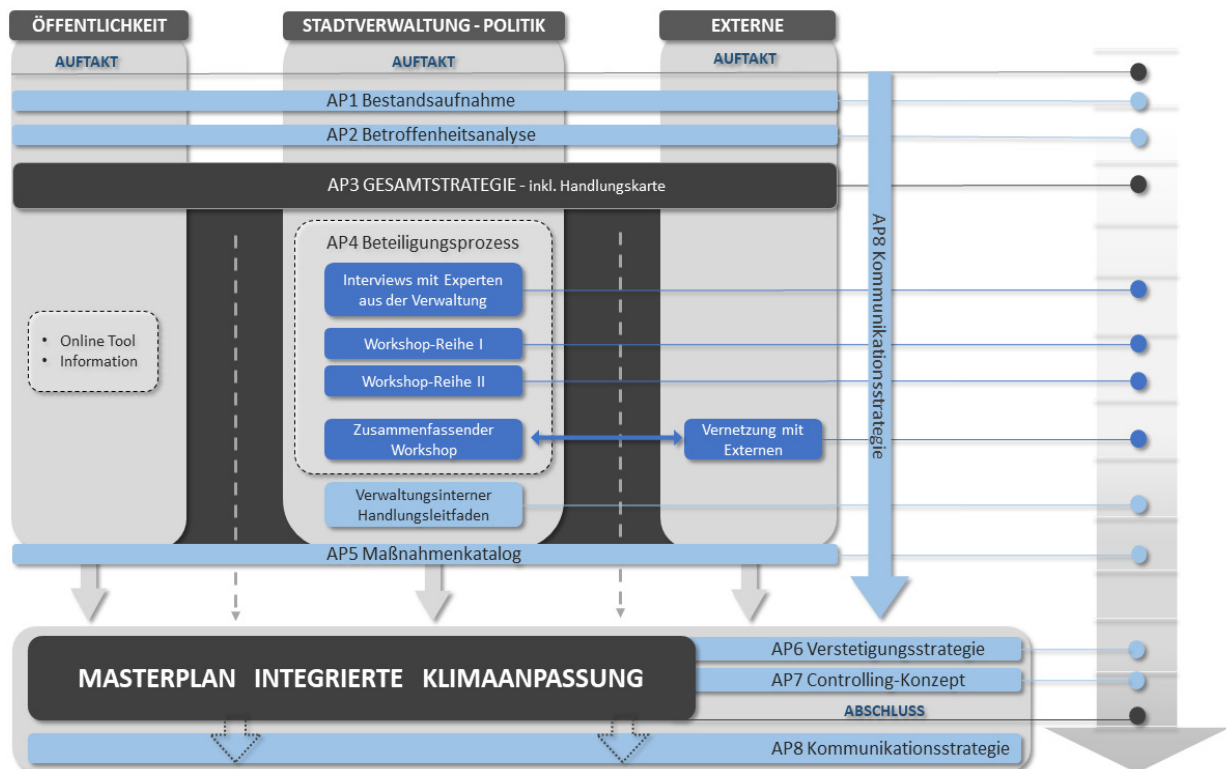 ÖFFENTLICHKEIT
STADTVERWALTUNG - POLITIK
EXTERNE
AUFTAKT
AUFTAKT
AUFTAKT
AP1 Bestandsaufnahme
AP2 Betroffenheitsanalyse
AP3 GESAMTSTRATEGIE - inkl. Handlungskarte
AP4 Beteiligungsprozess
Interviews mit Experten
aus der Verwaltung
• Online Tool
• Information
Workshop-Reihe I
Workshop-Reihe II
Zusammenfassender
Workshop
Vernetzung mit
Externen
Verwaltungsinterner
Handlungsleitfaden
AP8 Kommunikationsstrategie
AP5 Maßnahmenkatalog
MASTERPLAN INTEGRIERTE KLIMAANPASSUNG
AP6 Verstetigungsstrategie
AP7 Controlling-Konzept
ABSCHLUSS
AP8 Kommunikationsstrategie